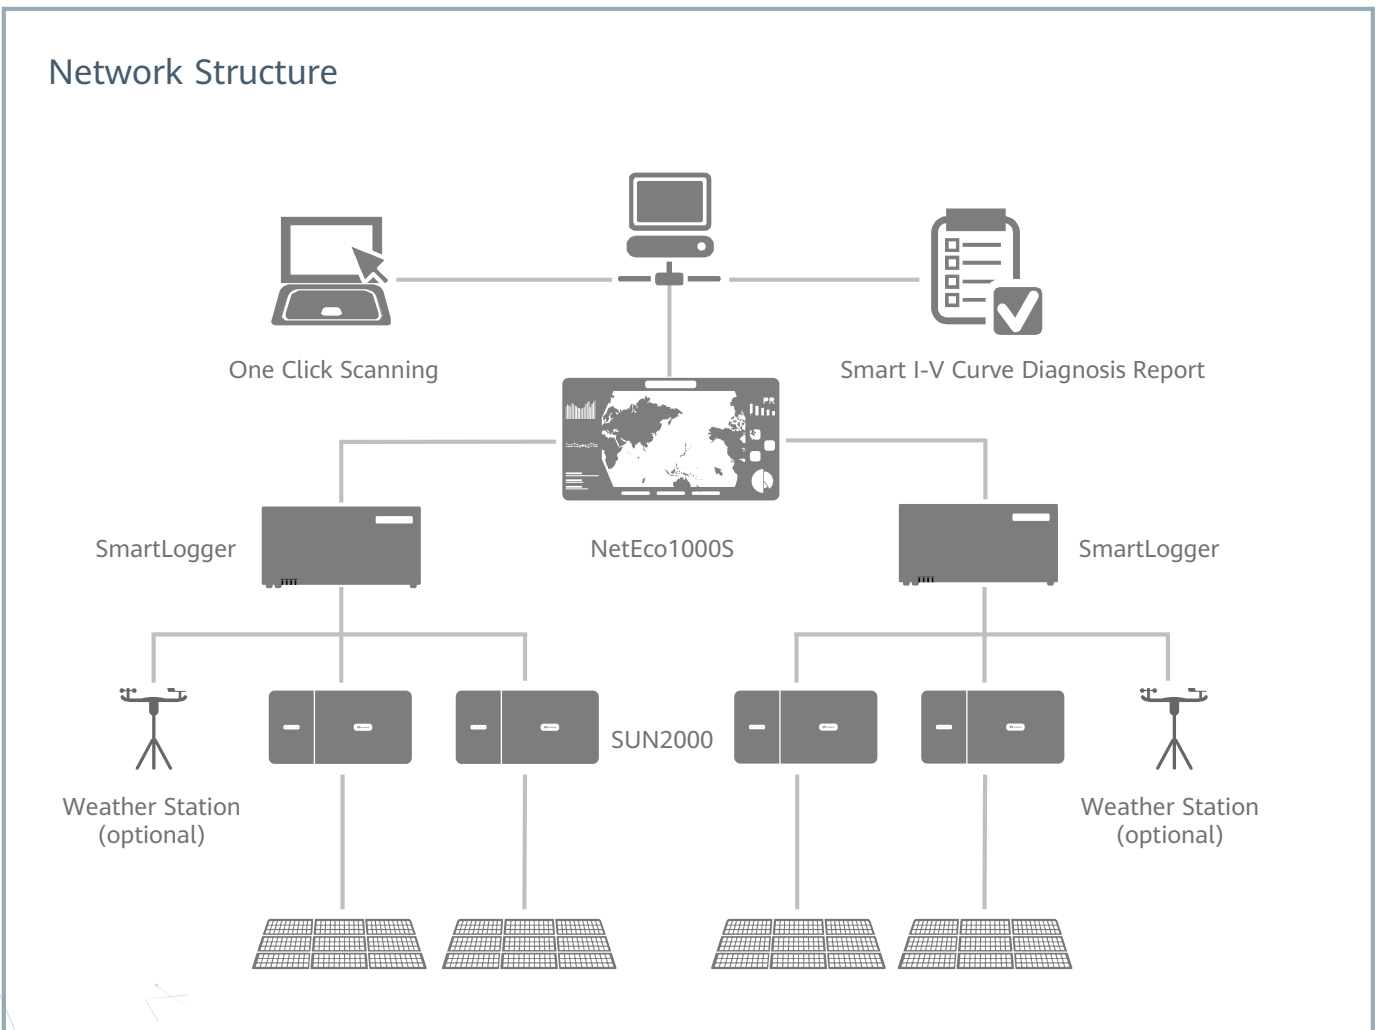 Network Structure
One Click Scanning
Smart I-V Curve Diagnosis Report
SmartLogger
NetEco1000S
SmartLogger
SUN2000
Weather Station
(optional)
Weather Station
(optional)